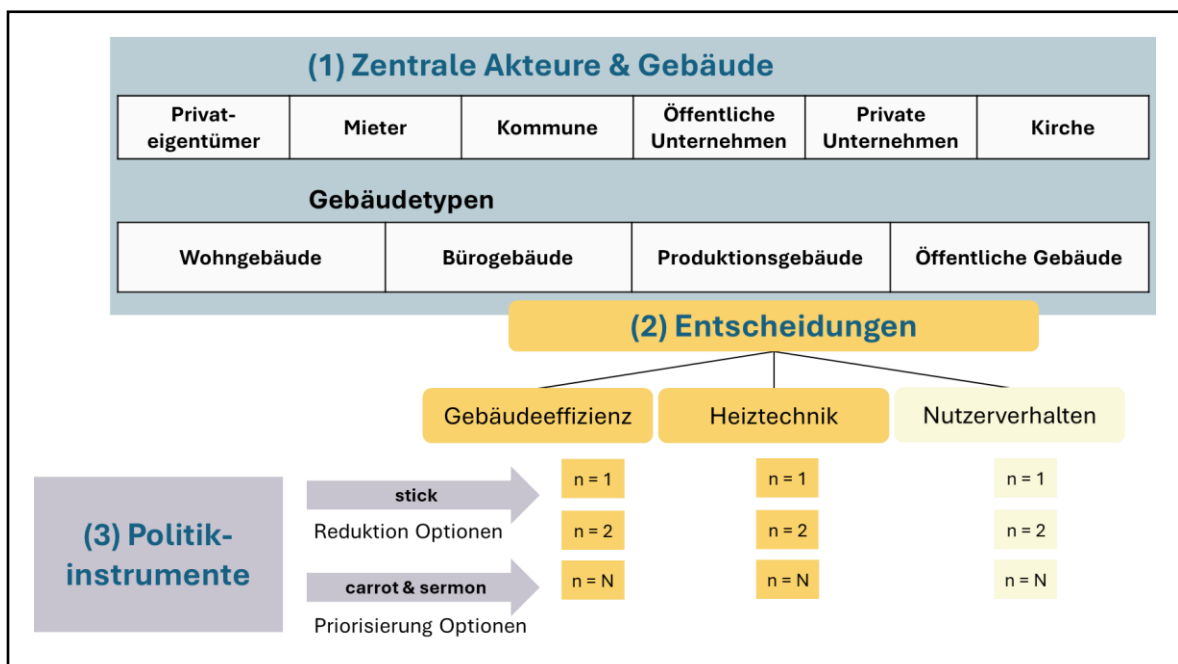 (1) Zentrale Akteure & Gebäude
Privat-
eigentümer
Mieter
Kommune
Öffentliche
Unternehmen
Private
Unternehmen
Kirche
Gebäudetypen
Wohngebäude
Bürogebäude
Produktionsgebäude
Öffentliche Gebäude
(2) Entscheidungen
Gebäudeeffizienz
Heiztechnik
Nutzerverhalten
(3) Politik-
instrumente
stick
Reduktion Optionen
carrot & sermon
Priorisierung Optionen
n = 1
n = 1
n = 1
n = 2
n = 2
n = 2
n = N
n = N
n = N